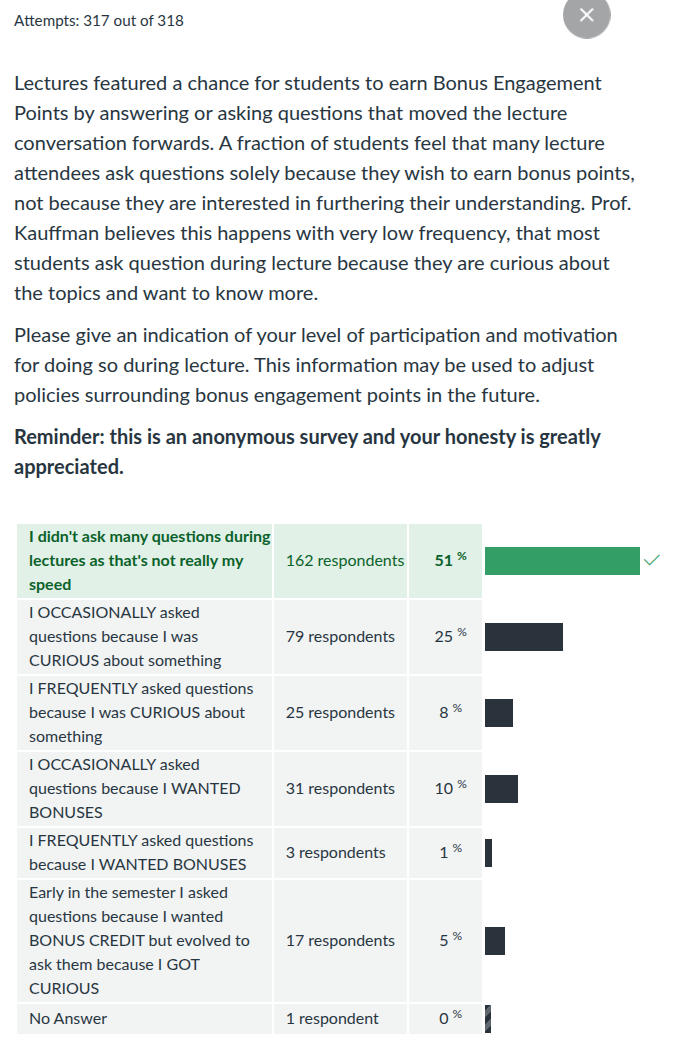 Attempts: 317 out of 318
Lectures featured a chance for students to earn Bonus Engagement
Points by answering or asking questions that moved the lecture
conversation forwards. A fraction of students feel that many lecture
attendees ask questions solely because they wish to earn bonus points,
not because they are interested in furthering their understanding. Prof.
Kauffman believes this happens with very low frequency, that most
students ask question during lecture because they are curious about
the topics and want to know more.
Please give an indication of your level of participation and motivation
for doing so during lecture. This information may be used to adjust
policies surrounding bonus engagement points in the future.
Reminder: this is an anonymous survey and your honesty is greatly
appreciated.
I didn't ask many questions during
lectures as that's not really my
speed
162 respondents
51 %
I OCCASIONALLY asked
questions because I was
CURIOUS about something
79 respondents
25 %
I FREQUENTLY asked questions
because I was CURIOUS about
something
25 respondents
8 %
I OCCASIONALLY asked
questions because I WANTED
BONUSES
31 respondents
10 %
I FREQUENTLY asked questions
because I WANTED BONUSES
3 respondents
1 %
Early in the semester I asked
questions because I wanted
BONUS CREDIT but evolved to
ask them because I GOT
CURIOUS
17 respondents
5 %
No Answer
1 respondent
0 %